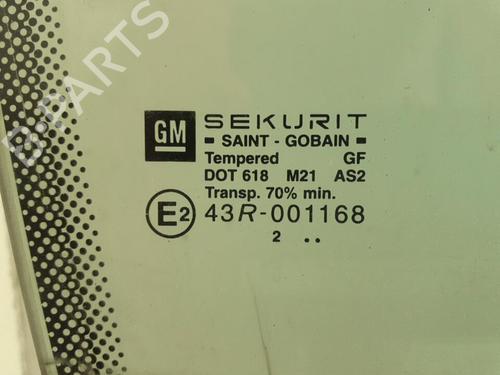 B-PARTS
GM SEKURIT
SAINT - GOBAIN
Tempered GF
DOT 618 M21 AS2
Transp. 70% min.
E2 43R-001168
2 ..